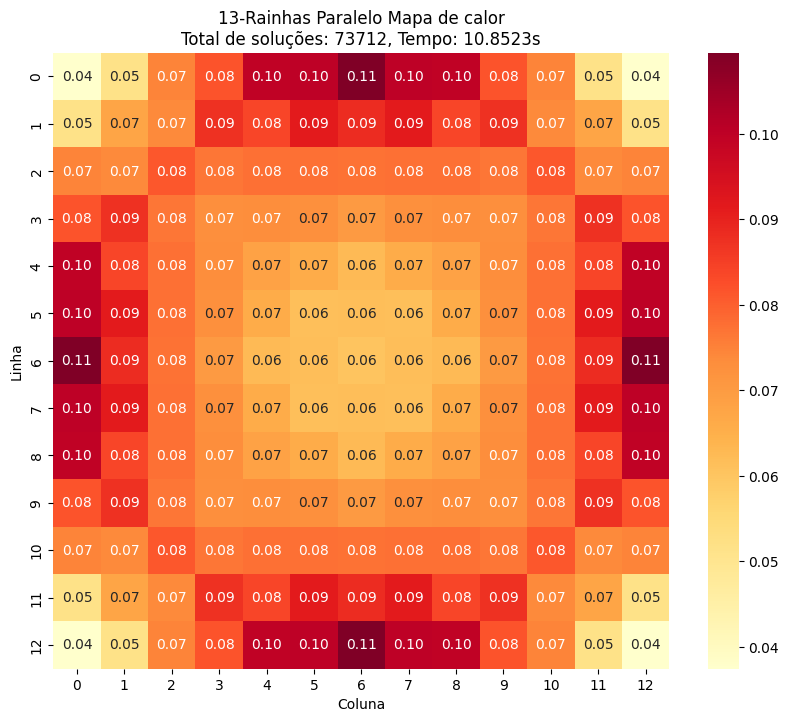 13-Rainhas Paralelo Mapa de calor
Total de soluções: 73712, Tempo: 10.8523s
0 0.04 0.05 0.07 0.08 0.10 0.10 0.11 0.10 0.10 0.08 0.07 0.05 0.04
1 0.05 0.07 0.07 0.09 0.08 0.09 0.09 0.09 0.08 0.09 0.07 0.07 0.05
2 0.07 0.07 0.08 0.08 0.08 0.08 0.08 0.08 0.08 0.08 0.08 0.07 0.07
3 0.08 0.09 0.08 0.07 0.07 0.07 0.07 0.07 0.07 0.07 0.08 0.09 0.08
4 0.10 0.08 0.08 0.07 0.07 0.07 0.06 0.07 0.07 0.07 0.08 0.08 0.10
5 0.10 0.09 0.08 0.07 0.07 0.06 0.06 0.06 0.07 0.07 0.08 0.09 0.10
6 0.11 0.09 0.08 0.07 0.06 0.06 0.06 0.06 0.06 0.07 0.08 0.09 0.11
7 0.10 0.09 0.08 0.07 0.07 0.06 0.06 0.06 0.07 0.07 0.08 0.09 0.10
8 0.10 0.08 0.08 0.07 0.07 0.07 0.06 0.07 0.07 0.07 0.08 0.08 0.10
9 0.08 0.09 0.08 0.07 0.07 0.07 0.07 0.07 0.07 0.07 0.08 0.09 0.08
10 0.07 0.07 0.08 0.08 0.08 0.08 0.08 0.08 0.08 0.08 0.08 0.07 0.07
11 0.05 0.07 0.07 0.09 0.08 0.09 0.09 0.09 0.08 0.09 0.07 0.07 0.05
12 0.04 0.05 0.07 0.08 0.10 0.10 0.11 0.10 0.10 0.08 0.07 0.05 0.04
0 1 2 3 4 5 6 7 8 9 10 11 12
Coluna
Linha
0.10
0.09
0.08
0.07
0.06
0.05
0.04